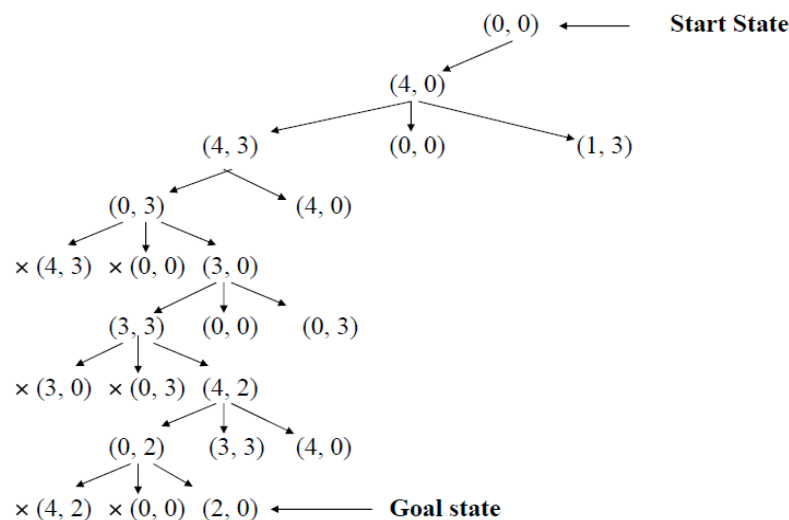 (0, 0) Start State
(4, 0)
(4, 3) (0, 0) (1, 3)
(0, 3) (4, 0)
× (4, 3) × (0, 0) (3, 0)
(3, 3) (0, 0) (0, 3)
× (3, 0) × (0, 3) (4, 2)
(0, 2) (3, 3) (4, 0)
× (4, 2) × (0, 0) (2, 0) Goal state